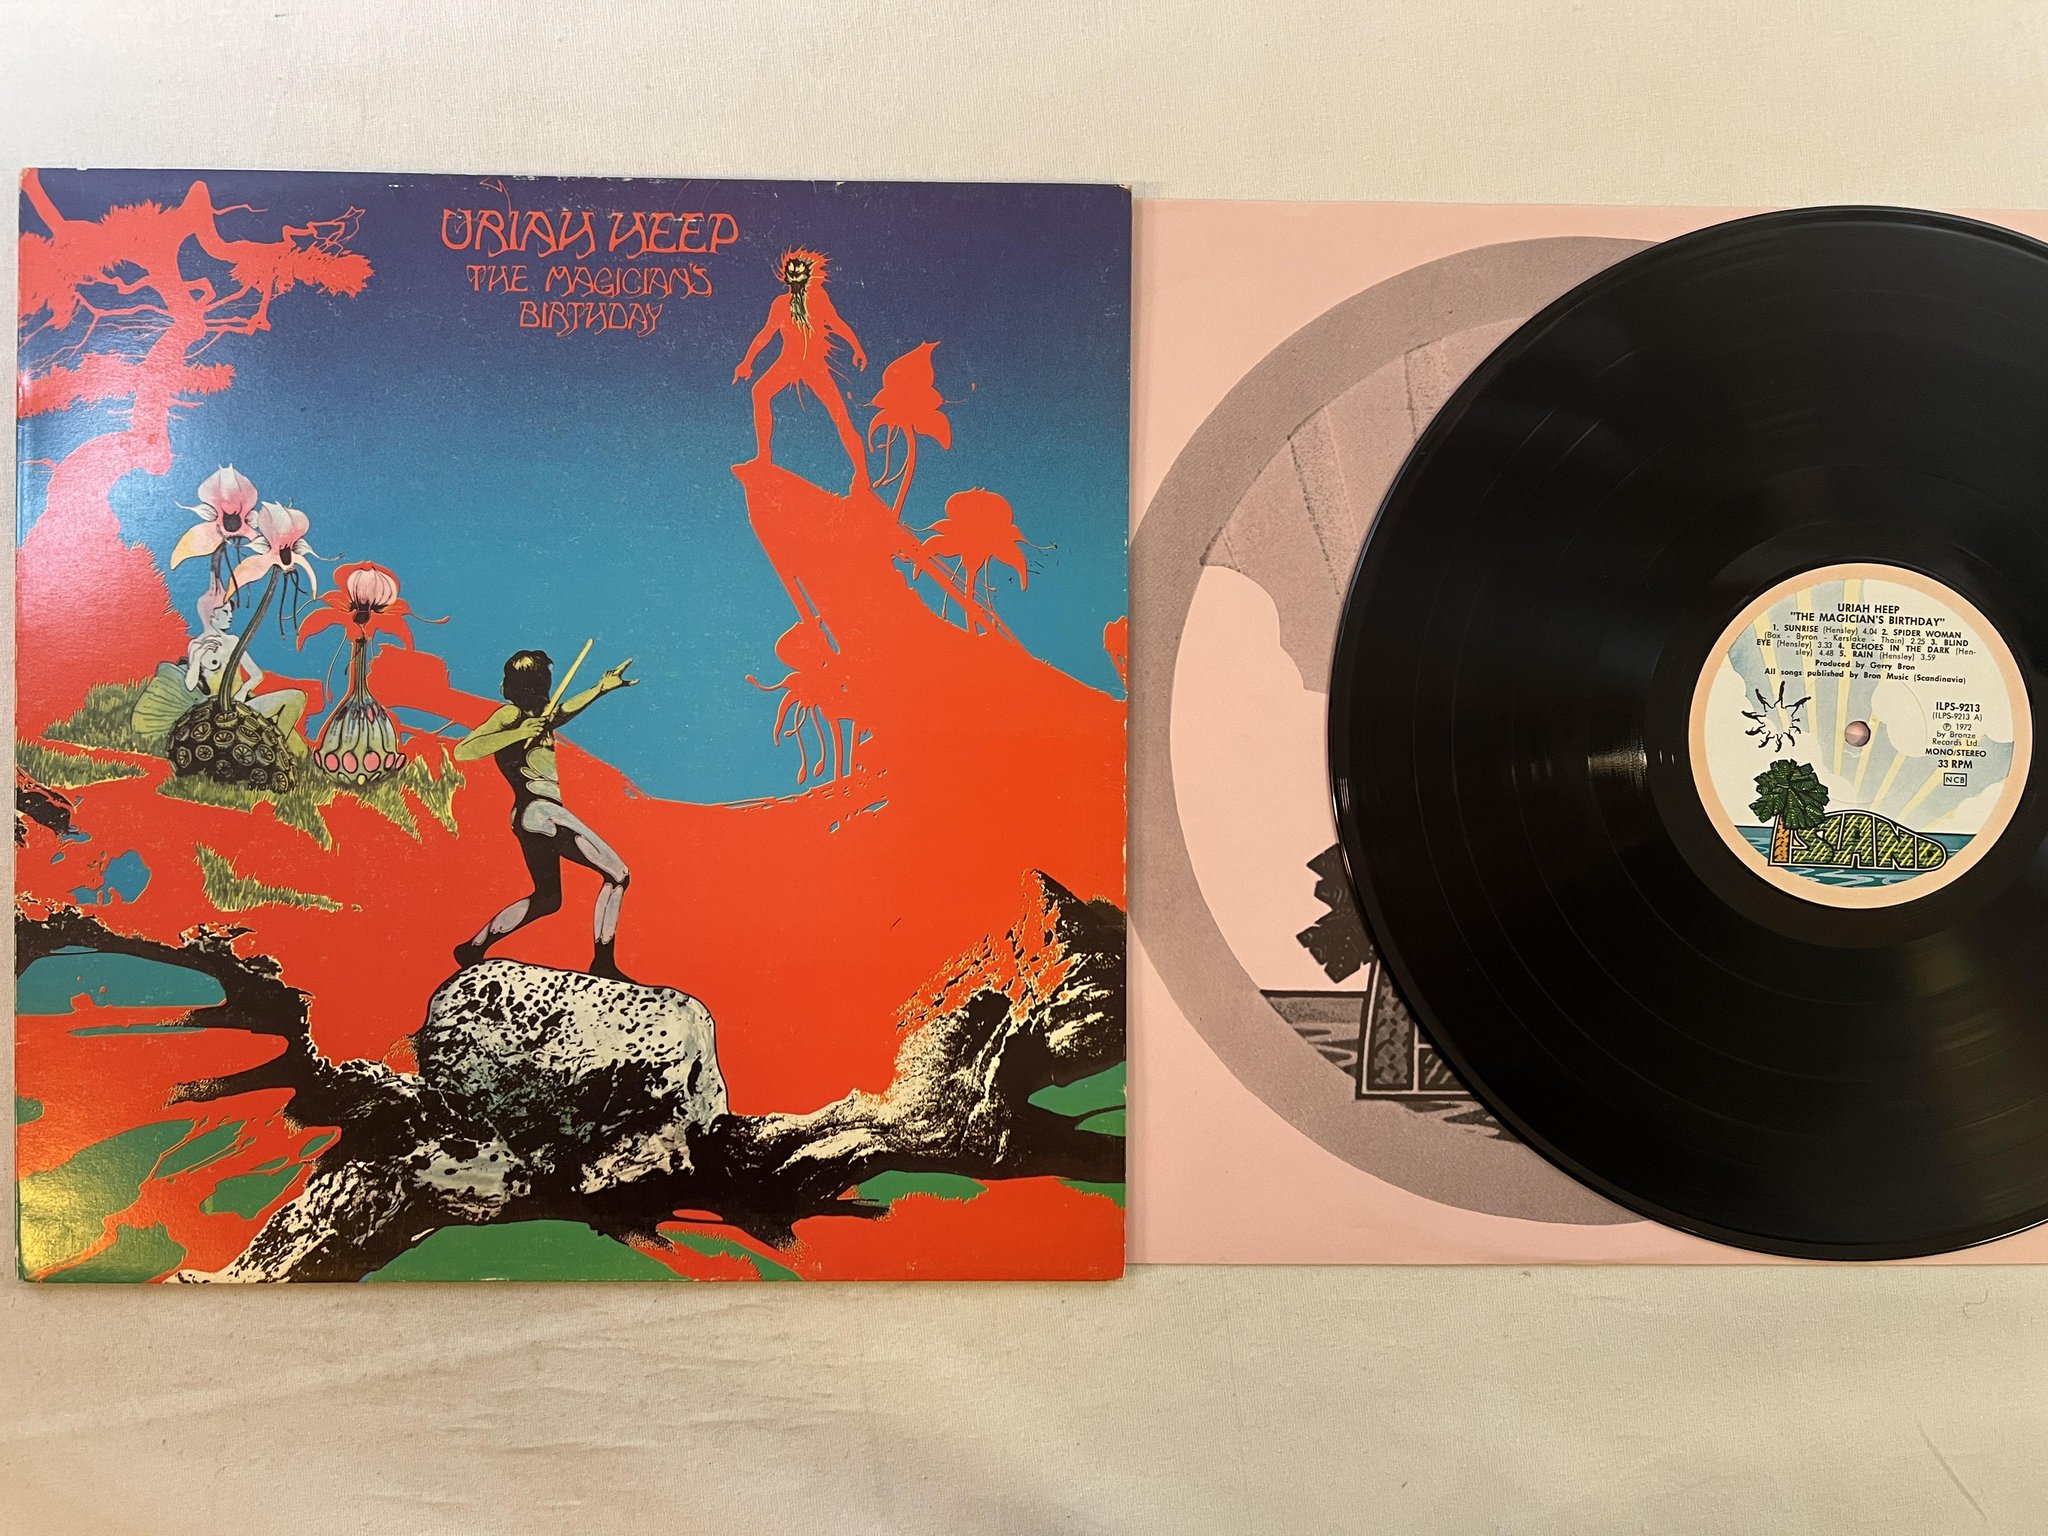 URIAH HEEP
THE MAGICIAN'S
BIRTHDAY
URIAH HEEP
"THE MAGICIAN'S BIRTHDAY"
1. SUNRISE (Hensley) 4.04 2. SPIDER WOMAN
(Box - Byron - Kerslake - Thain) 2.25 3. BLIND
EYE (Hensley) 3.33 4. ECHOES IN THE DARK (Hen-
sley) 4.48 5. RAIN (Hensley) 3.59
Produced by Gerry Bron
All songs published by Bron Music (Scandinavia)
ILPS-9213
(ILPS-9213 A)
Ⓟ 1972
by Bronze
Records Ltd.
MONO/STEREO
33 RPM
NCB
ISLAND